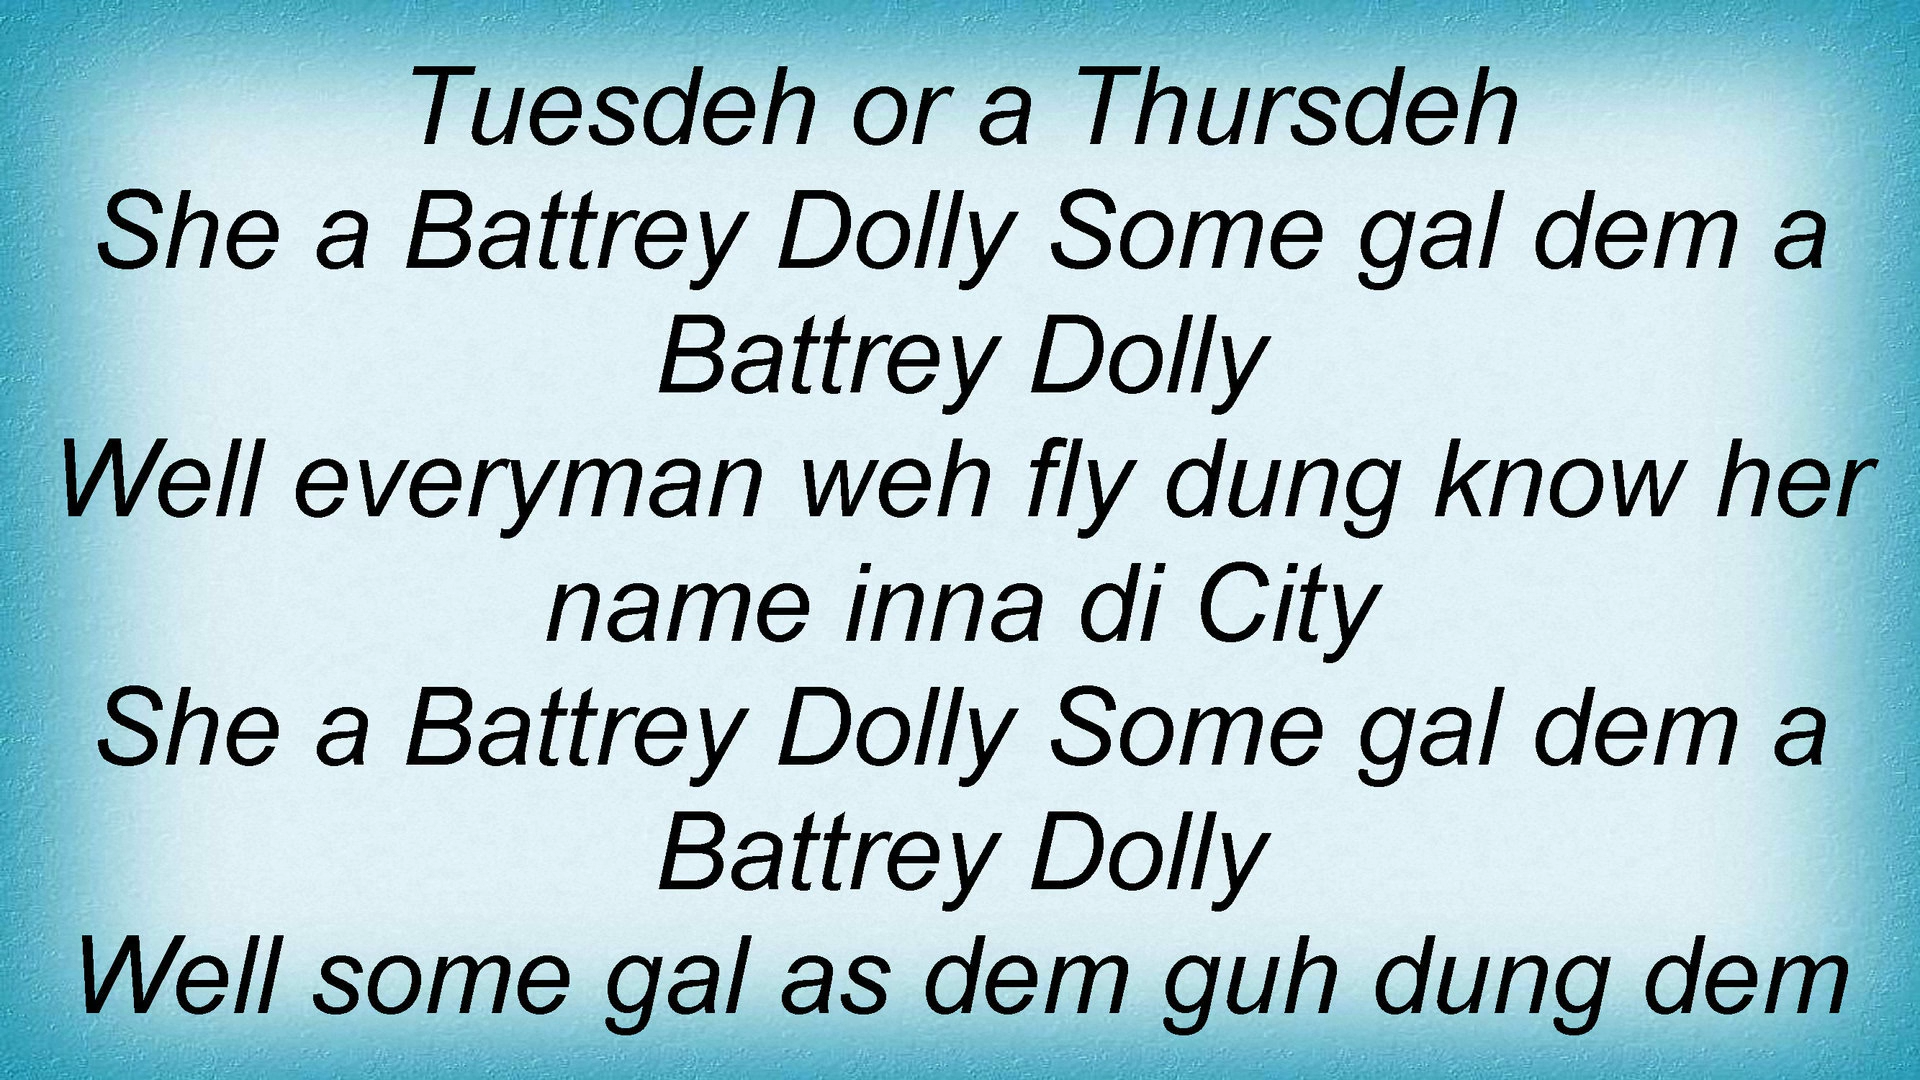 Tuesdeh or a Thursdeh
She a Battrey Dolly Some gal dem a
Battrey Dolly
Well everyman weh fly dung know her
name inna di City
She a Battrey Dolly Some gal dem a
Battrey Dolly
Well some gal as dem guh dung dem